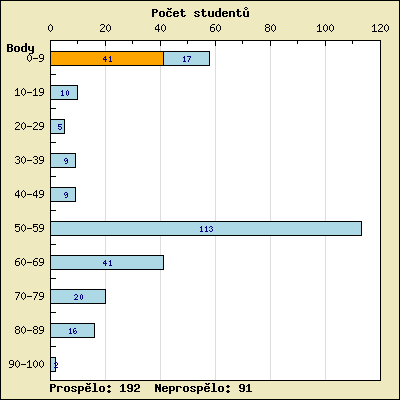 Počet studentů
0 20 40 60 80 100 120
Body
0-9 41 17
10-19 10
20-29 5
30-39 9
40-49 9
50-59 113
60-69 41
70-79 20
80-89 16
90-100 2
Prospělo: 192 Neprospělo: 91